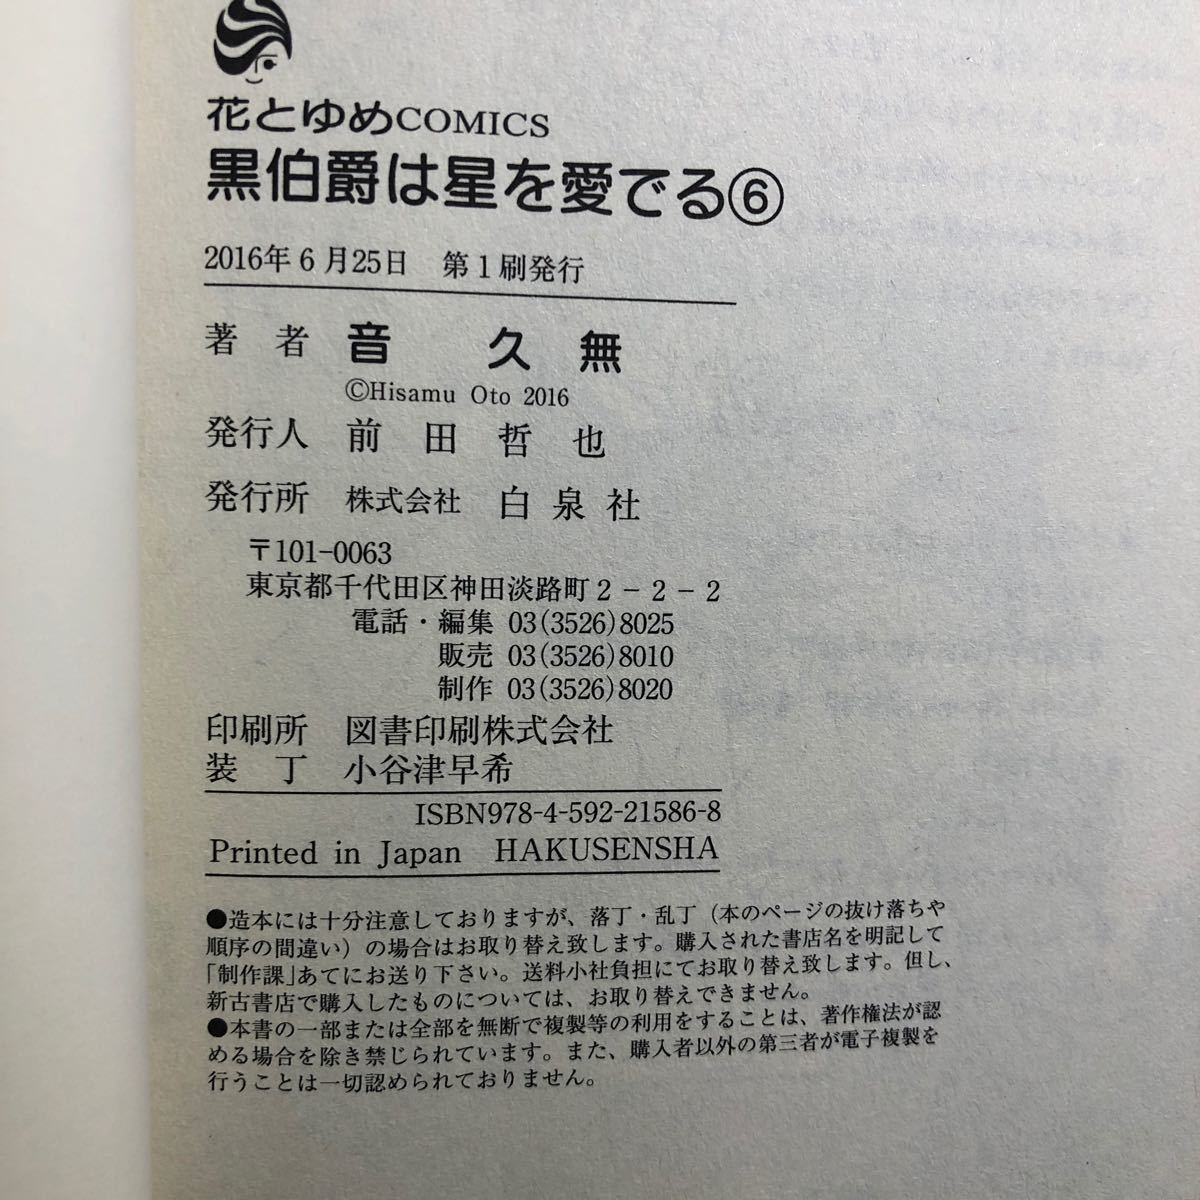 花とゆめCOMICS
黒伯爵は星を愛でる⑥
2016年6月25日　第1刷発行
著　者　音　久無
©Hisamu Oto 2016
発行人　前田哲也
発行所　株式会社　白泉社
〒101-0063
東京都千代田区神田淡路町2−2−2
電話・編集 03(3526)8025
販売 03(3526)8010
制作 03(3526)8020
印刷所　図書印刷株式会社
装　丁　小谷津早希
ISBN978-4-592-21586-8
Printed in Japan　HAKUSENSHA
●造本には十分注意しておりますが、落丁・乱丁（本のページの抜け落ちや
順序の間違い）の場合はお取り替え致します。購入された書店名を明記して
「制作課」あてにお送り下さい。送料小社負担にてお取り替え致します。但し、
新古書店で購入したものについては、お取り替えできません。
●本書の一部または全部を無断で複製等の利用をすることは、著作権法が認
める場合を除き禁じられています。また、購入者以外の第三者が電子複製を
行うことは一切認められておりません。